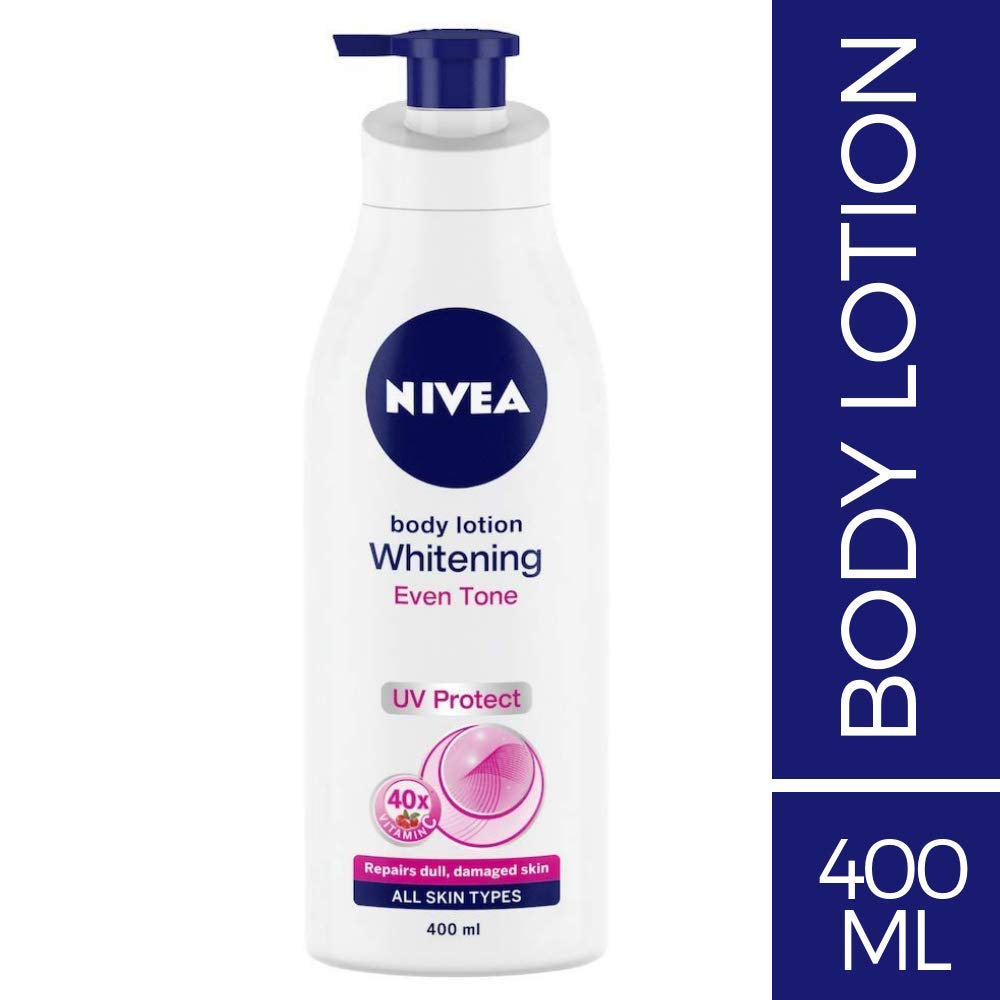 NIVEA
body lotion
Whitening
Even Tone
UV Protect
40x
VITAMIN C
Repairs dull, damaged skin
ALL SKIN TYPES
400 ml
BODY LOTION
400
ML